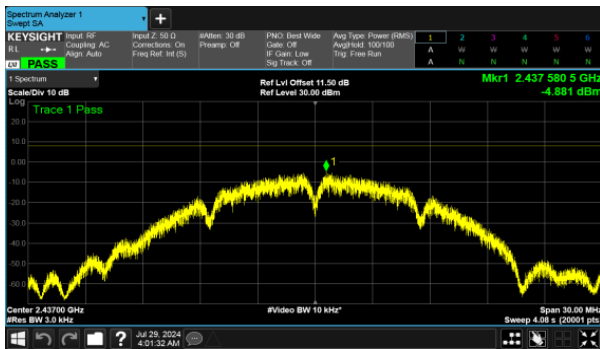 Spectrum Analyzer 1
Swept SA
KEYSIGHT
Input: RF
Coupling: AC
Align: Auto
Input Z: 50 Ω
Corrections: On
Freq Ref: Int (S)
#Atten: 30 dB
Preamp: Off
PNO: Best Wide
Gate: Off
IF Gain: Low
Sig Track: Off
Avg Type: Power (RMS)
Avg|Hold: 100/100
Trig: Free Run
1 2 3 4 5 6
A W W W W W
A N N N N N
RL
LXI PASS
1 Spectrum
Scale/Div 10 dB
Ref Lvl Offset 11.50 dB
Ref Level 30.00 dBm
Mkr1 2.437 580 5 GHz
-4.881 dBm
Log
Trace 1 Pass
20.0
10.0
0.00
-10.0
-20.0
-30.0
-40.0
-50.0
-60.0
1
Center 2.43700 GHz
#Res BW 3.0 kHz
#Video BW 10 kHz*
Span 30.00 MHz
Sweep 4.08 s (20001 pts)
Jul 29, 2024
4:01:32 AM